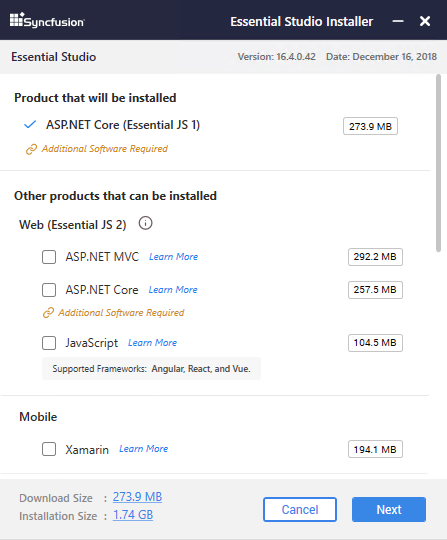 Syncfusion Essential Studio Installer
Essential Studio Version: 16.4.0.42 Date: December 16, 2018
Product that will be installed
ASP.NET Core (Essential JS 1) 273.9 MB
Additional Software Required
Other products that can be installed
Web (Essential JS 2)
ASP.NET MVC Learn More 292.2 MB
ASP.NET Core Learn More 257.5 MB
Additional Software Required
JavaScript Learn More 104.5 MB
Supported Frameworks: Angular, React, and Vue.
Mobile
Xamarin Learn More 194.1 MB
Download Size : 273.9 MB
Installation Size : 1.74 GB
Cancel Next